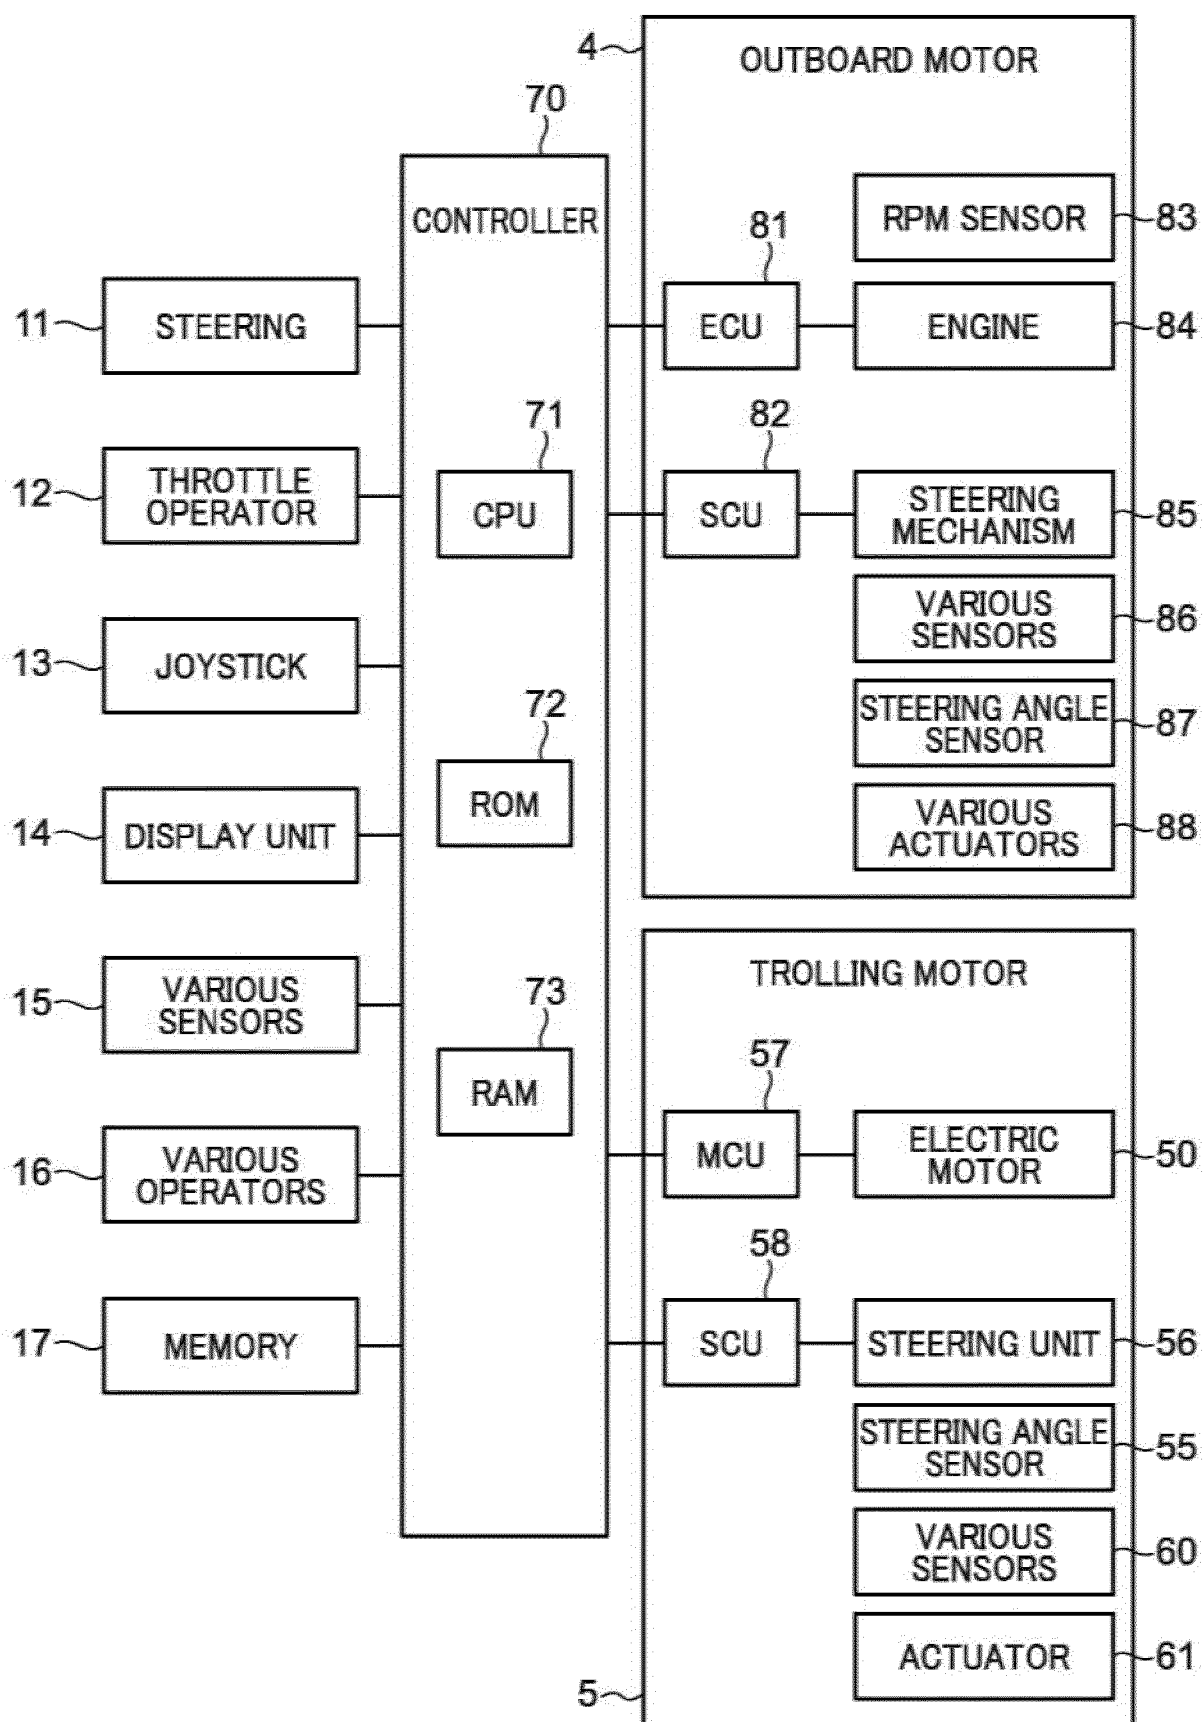 4
OUTBOARD MOTOR
70
CONTROLLER
RPM SENSOR
83
81
11
STEERING
ECU
ENGINE
84
71
82
12
THROTTLE
OPERATOR
CPU
SCU
STEERING
MECHANISM
85
VARIOUS
SENSORS
86
13
JOYSTICK
72
STEERING ANGLE
SENSOR
87
14
DISPLAY UNIT
ROM
VARIOUS
ACTUATORS
88
TROLLING MOTOR
15
VARIOUS
SENSORS
73
RAM
57
16
VARIOUS
OPERATORS
MCU
ELECTRIC
MOTOR
50
58
17
MEMORY
SCU
STEERING UNIT
56
STEERING ANGLE
SENSOR
55
VARIOUS
SENSORS
60
ACTUATOR
61
5